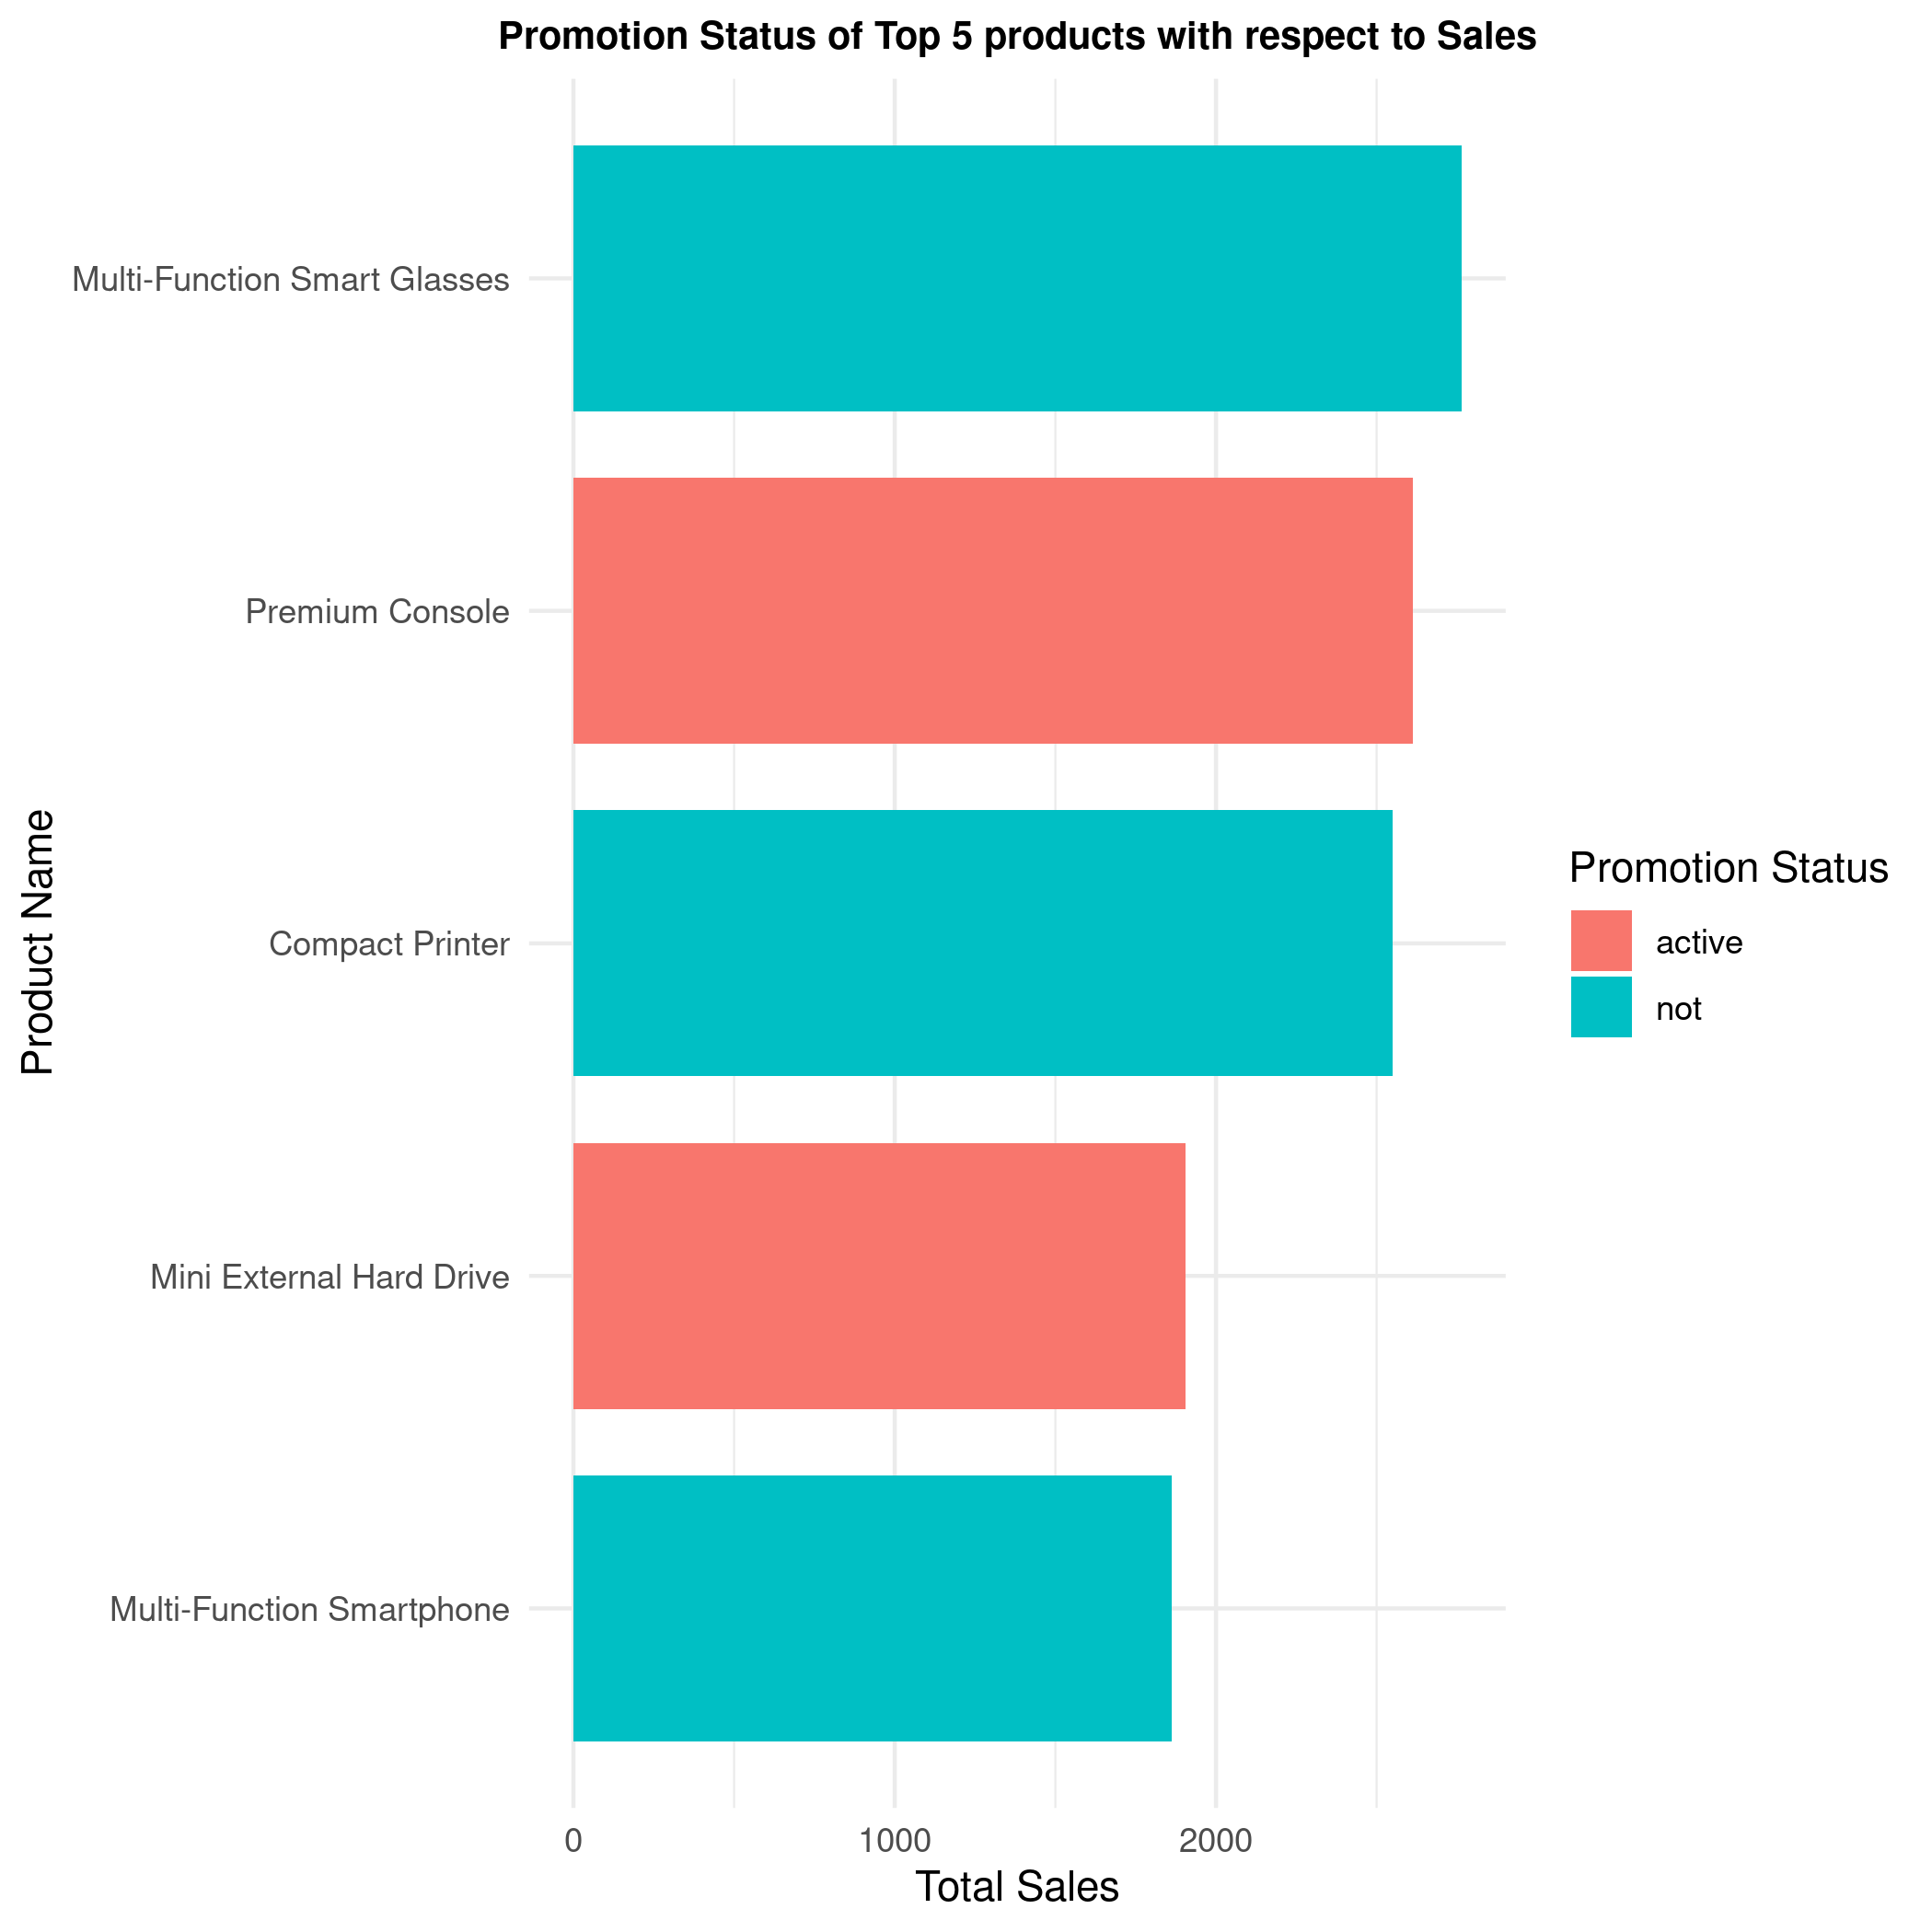 Promotion Status of Top 5 products with respect to Sales
Multi-Function Smart Glasses
Premium Console
Compact Printer
Mini External Hard Drive
Multi-Function Smartphone
Product Name
0 1000 2000
Total Sales
Promotion Status
active
not